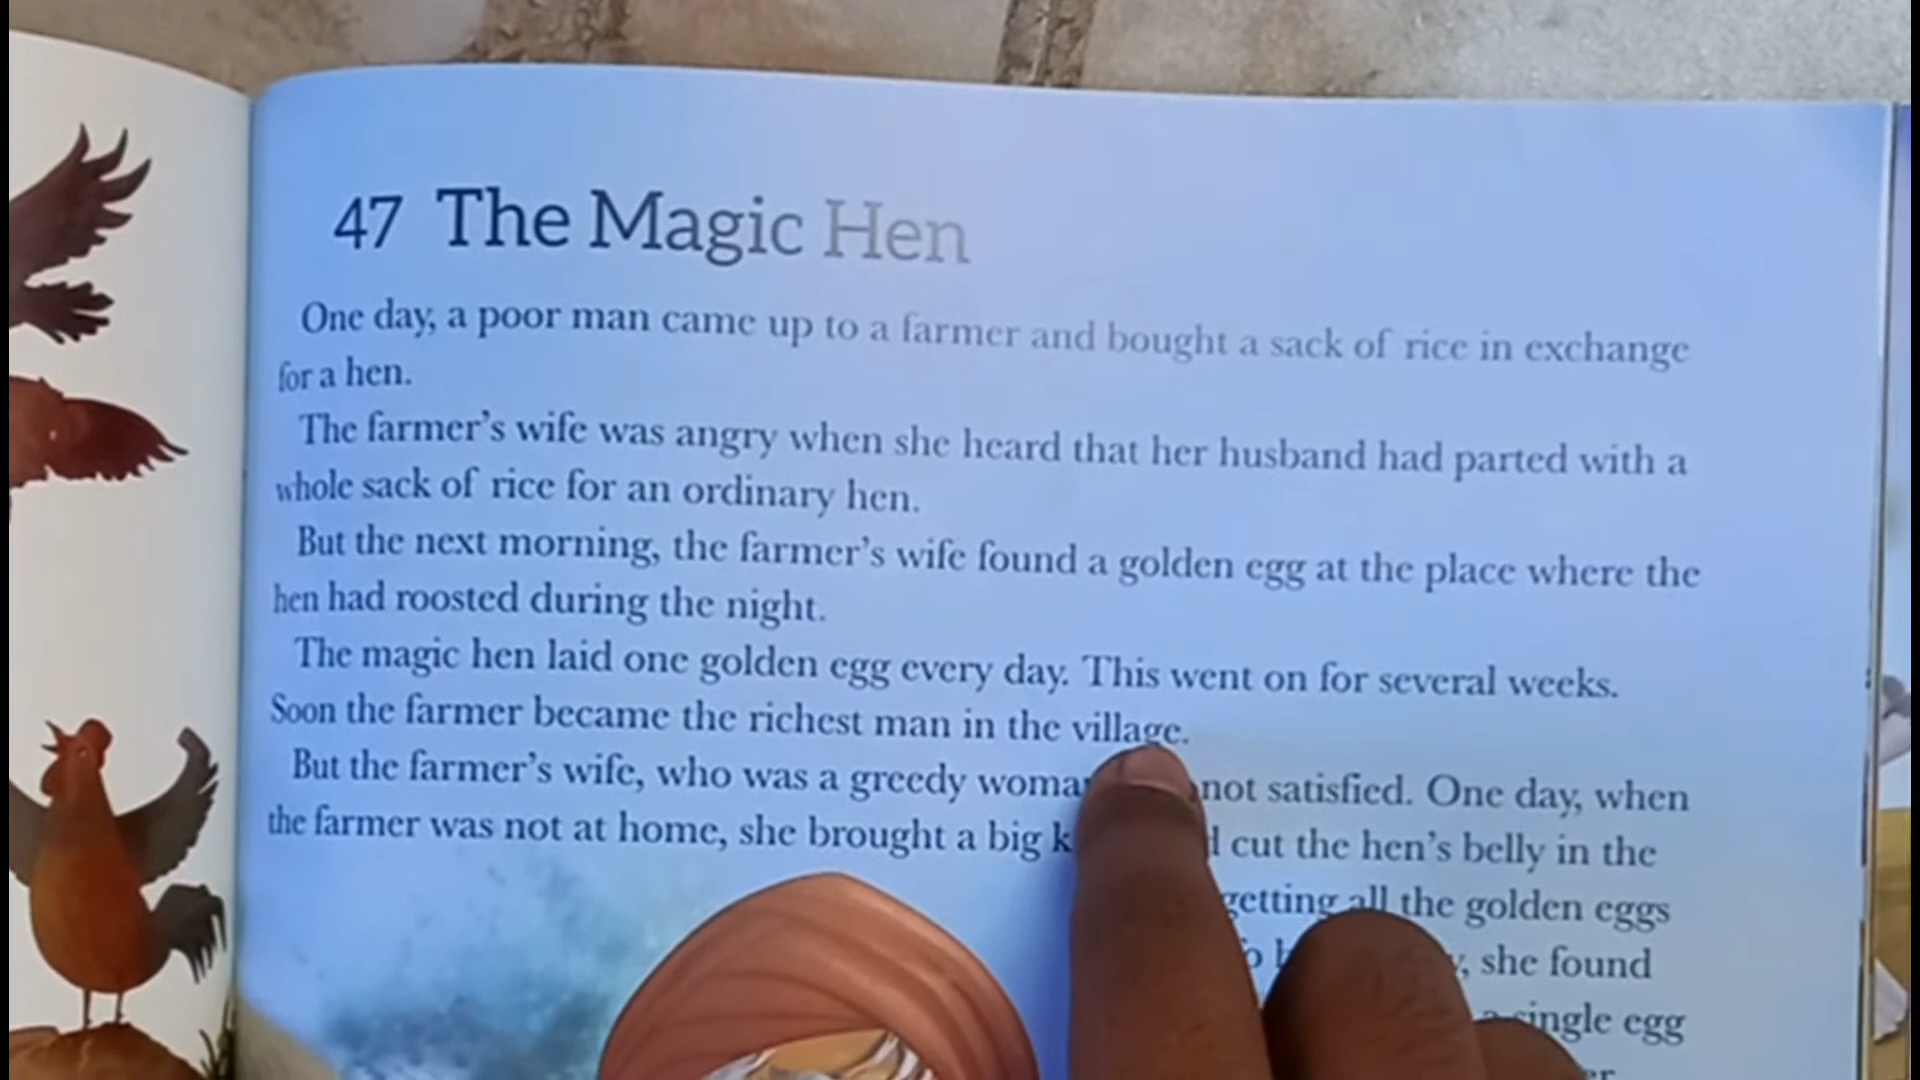 47 The Magic Hen
One day, a poor man came up to a farmer and bought a sack of rice in exchange
for a hen.
The farmer's wife was angry when she heard that her husband had parted with a
whole sack of rice for an ordinary hen.
But the next morning, the farmer's wife found a golden egg at the place where the
hen had roosted during the night.
The magic hen laid one golden egg every day. This went on for several weeks.
Soon the farmer became the richest man in the village.
But the farmer's wife, who was a greedy not satisfied. One day, when
the farmer was not at home, she brought a big cut the hen's belly in the
getting all the golden eggs
she found
single egg